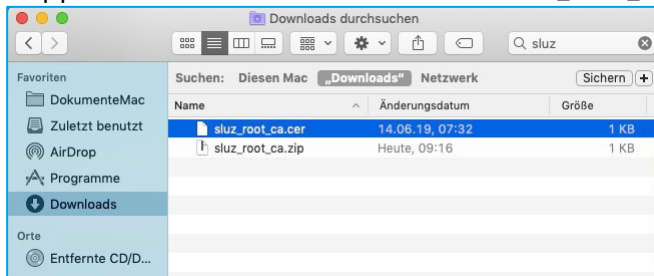 Downloads durchsuchen
sluz
Favoriten
DokumenteMac
Zuletzt benutzt
AirDrop
Programme
Downloads
Orte
Entfernte CD/D...
Suchen: Diesen Mac „Downloads“ Netzwerk Sichern +
Name Änderungsdatum Größe
sluz_root_ca.cer 14.06.19, 07:32 1 KB
sluz_root_ca.zip Heute, 09:16 1 KB